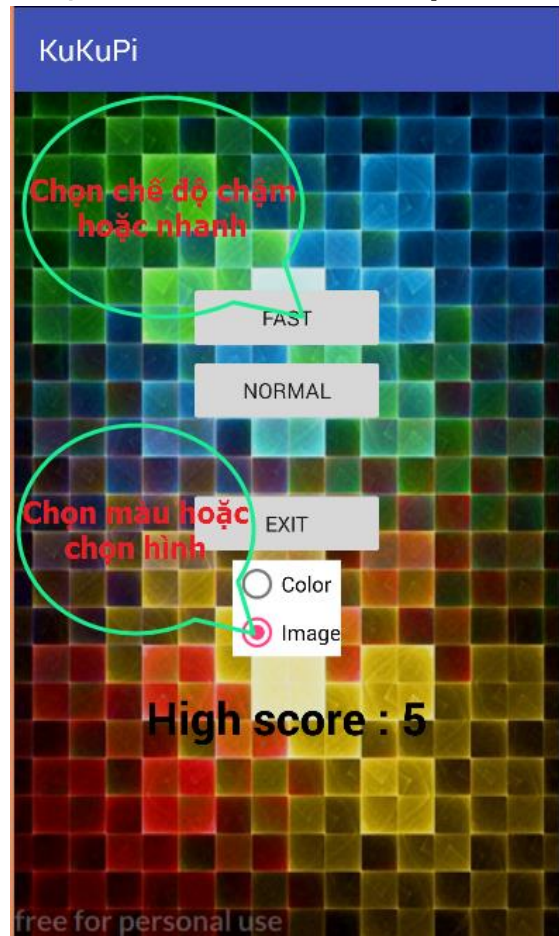 KuKuPi
Chọn chế độ chậm
hoặc nhanh
FAST
NORMAL
Chọn màu hoặc
chọn hình
EXIT
Color
Image
High score : 5
free for personal use